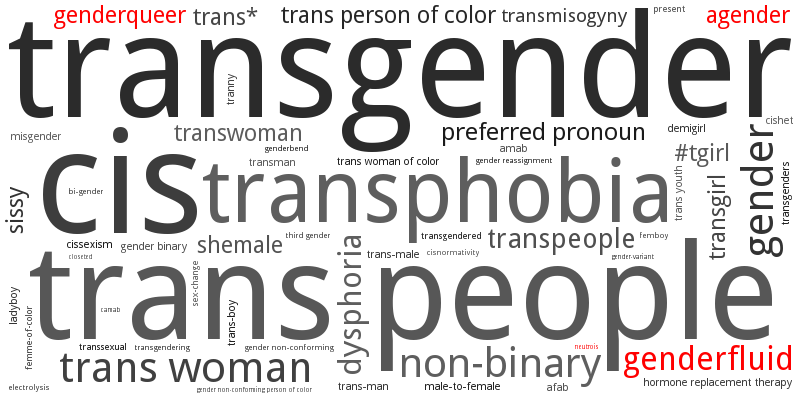 genderqueer
trans*
trans person of color
transmisogyny
present
agender
transgender
tranny
misgender
transwoman
genderbend
preferred pronoun
demigirl
cishet
amab
transman
trans woman of color
gender reassignment
#tgirl
gender
cis
transphobia
bi-gender
sissy
trans youth
transgirl
transgenders
cissexism
gender binary
shemale
third gender
transgendered
transpeople
femboy
closeted
trans-male
cisnormativity
gender-variant
trans people
dysphoria
sex-change
ladyboy
camab
trans-boy
femme-of-color
transsexual
transgendering
gender non-conforming
neutrois
trans woman
non-binary
genderfluid
electrolysis
gender non-conforming person of color
trans-man
male-to-female
afab
hormone replacement therapy